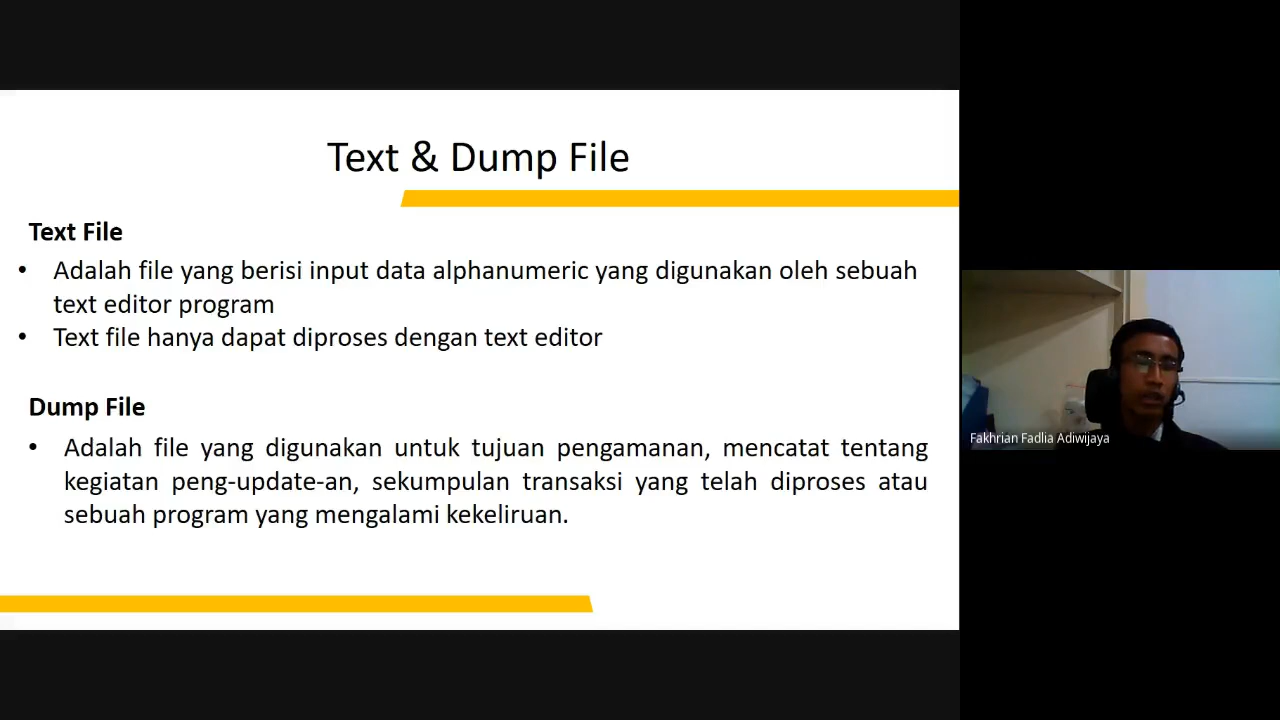 Text & Dump File
Text File
• Adalah file yang berisi input data alphanumeric yang digunakan oleh sebuah
text editor program
• Text file hanya dapat diproses dengan text editor
Dump File
• Adalah file yang digunakan untuk tujuan pengamanan, mencatat tentang
kegiatan peng-update-an, sekumpulan transaksi yang telah diproses atau
sebuah program yang mengalami kekeliruan.
Fakhrian Fadlia Adiwijaya